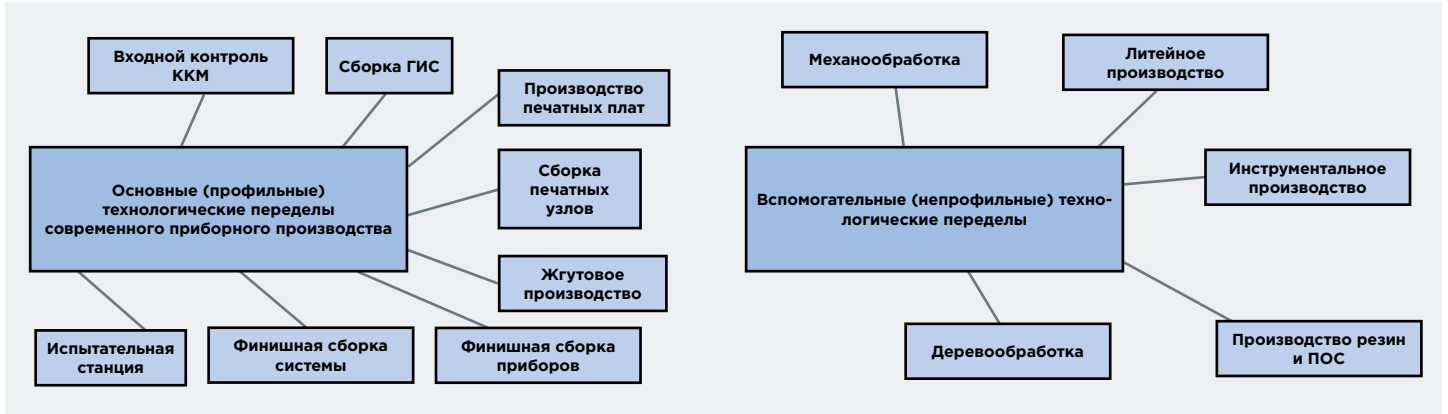 Входной контроль
ККМ
Сборка ГИС
Производство
печатных плат
Сборка
печатных
узлов
Основные (профильные)
технологические переделы
современного приборного производства
Жгутовое
производство
Испытательная
станция
Финишная сборка
системы
Финишная сборка
приборов
Механообработка
Литейное
производство
Инструментальное
производство
Вспомогательные (непрофильные) техно-
логические переделы
Деревообработка
Производство резин
и ПОС